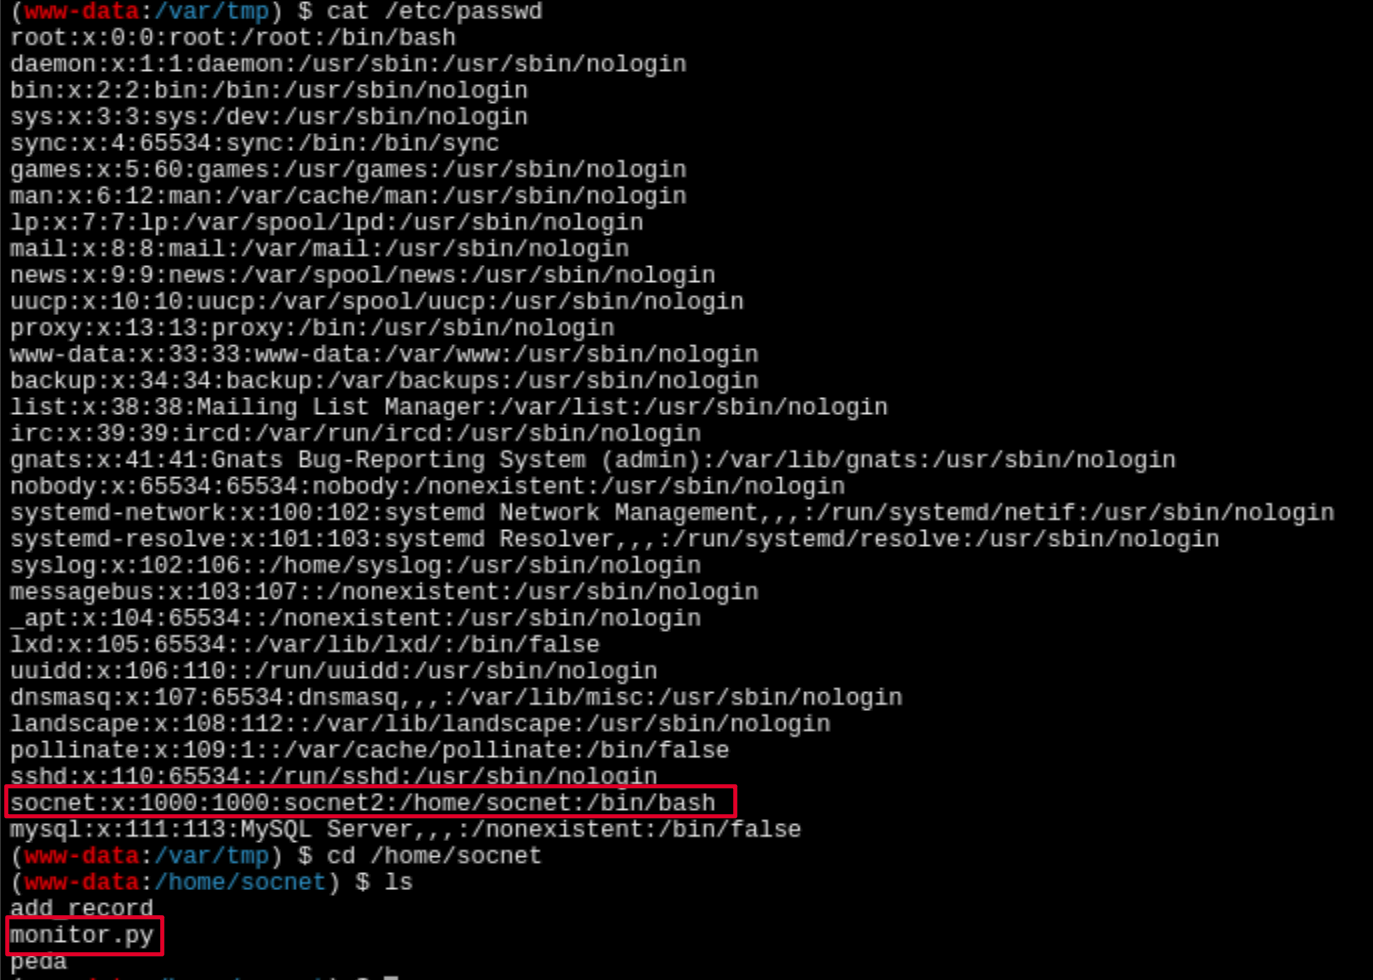 (www-data:/var/tmp) $ cat /etc/passwd
root:x:0:0:root:/root:/bin/bash
daemon:x:1:1:daemon:/usr/sbin:/usr/sbin/nologin
bin:x:2:2:bin:/bin:/usr/sbin/nologin
sys:x:3:3:sys:/dev:/usr/sbin/nologin
sync:x:4:65534:sync:/bin:/bin/sync
games:x:5:60:games:/usr/games:/usr/sbin/nologin
man:x:6:12:man:/var/cache/man:/usr/sbin/nologin
lp:x:7:7:lp:/var/spool/lpd:/usr/sbin/nologin
mail:x:8:8:mail:/var/mail:/usr/sbin/nologin
news:x:9:9:news:/var/spool/news:/usr/sbin/nologin
uucp:x:10:10:uucp:/var/spool/uucp:/usr/sbin/nologin
proxy:x:13:13:proxy:/bin:/usr/sbin/nologin
www-data:x:33:33:www-data:/var/www:/usr/sbin/nologin
backup:x:34:34:backup:/var/backups:/usr/sbin/nologin
list:x:38:38:Mailing List Manager:/var/list:/usr/sbin/nologin
irc:x:39:39:ircd:/var/run/ircd:/usr/sbin/nologin
gnats:x:41:41:Gnats Bug-Reporting System (admin):/var/lib/gnats:/usr/sbin/nologin
nobody:x:65534:65534:nobody:/nonexistent:/usr/sbin/nologin
systemd-network:x:100:102:systemd Network Management,,,:/run/systemd/netif:/usr/sbin/nologin
systemd-resolve:x:101:103:systemd Resolver,,,:/run/systemd/resolve:/usr/sbin/nologin
syslog:x:102:106::/home/syslog:/usr/sbin/nologin
messagebus:x:103:107::/nonexistent:/usr/sbin/nologin
_apt:x:104:65534::/nonexistent:/usr/sbin/nologin
lxd:x:105:65534::/var/lib/lxd/:/bin/false
uuidd:x:106:110::/run/uuidd:/usr/sbin/nologin
dnsmasq:x:107:65534:dnsmasq,,,:/var/lib/misc:/usr/sbin/nologin
landscape:x:108:112::/var/lib/landscape:/usr/sbin/nologin
pollinate:x:109:1::/var/cache/pollinate:/bin/false
sshd:x:110:65534::/run/sshd:/usr/sbin/nologin
socnet:x:1000:1000:socnet2:/home/socnet:/bin/bash
mysql:x:111:113:MySQL Server,,,:/nonexistent:/bin/false
(www-data:/var/tmp) $ cd /home/socnet
(www-data:/home/socnet) $ ls
add_record
monitor.py
peda